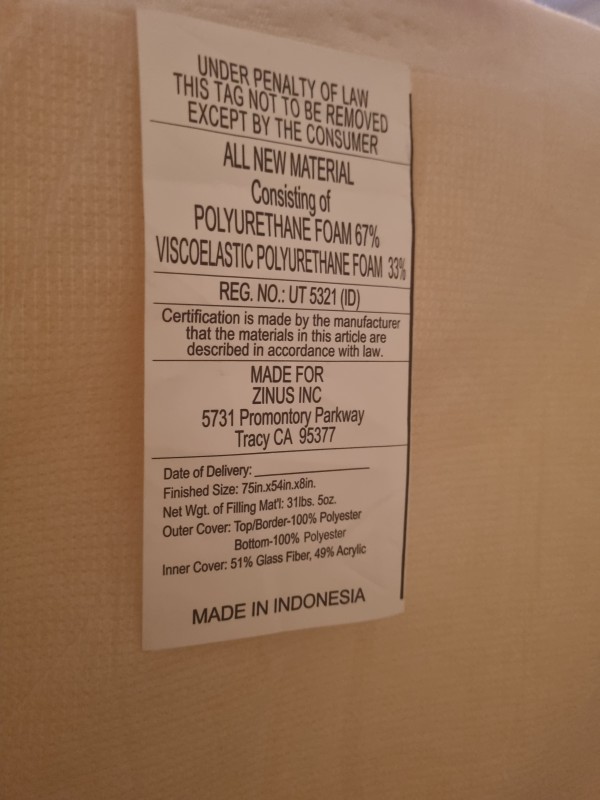 UNDER PENALTY OF LAW
THIS TAG NOT TO BE REMOVED
EXCEPT BY THE CONSUMER
ALL NEW MATERIAL
Consisting of
POLYURETHANE FOAM 67%
VISCOELASTIC POLYURETHANE FOAM 33%
REG. NO.: UT 5321 (ID)
Certification is made by the manufacturer
that the materials in this article are
described in accordance with law.
MADE FOR
ZINUS INC
5731 Promontory Parkway
Tracy CA 95377
Date of Delivery:
Finished Size: 75in.x54in.x8in.
Net Wgt. of Filling Mat'l: 31lbs. 5oz.
Outer Cover: Top/Border-100% Polyester
Bottom-100% Polyester
Inner Cover: 51% Glass Fiber, 49% Acrylic
MADE IN INDONESIA